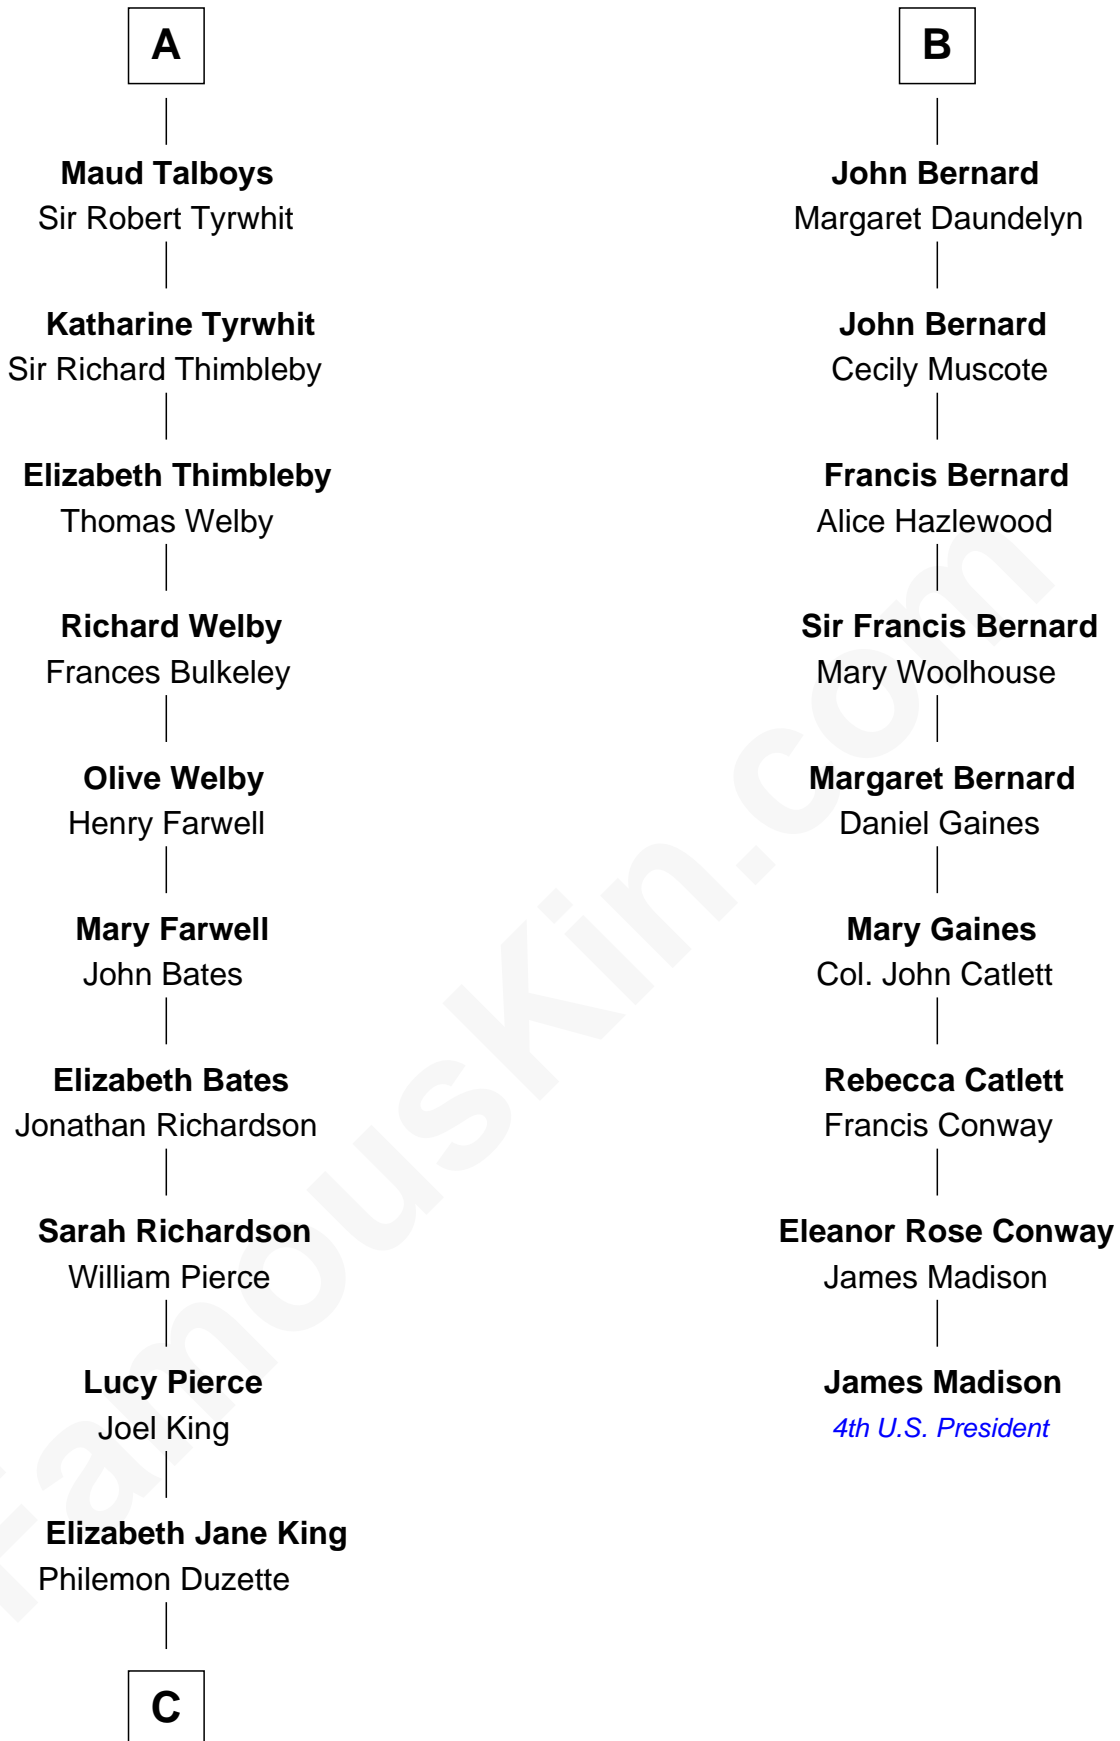 A
Maud Talboys
Sir Robert Tyrwhit
Katharine Tyrwhit
Sir Richard Thimbleby
Elizabeth Thimbleby
Thomas Welby
Richard Welby
Frances Bulkeley
Olive Welby
Henry Farwell
Mary Farwell
John Bates
Elizabeth Bates
Jonathan Richardson
Sarah Richardson
William Pierce
Lucy Pierce
Joel King
Elizabeth Jane King
Philemon Duzette
C
B
John Bernard
Margaret Daundelyn
John Bernard
Cecily Muscote
Francis Bernard
Alice Hazlewood
Sir Francis Bernard
Mary Woolhouse
Margaret Bernard
Daniel Gaines
Mary Gaines
Col. John Catlett
Rebecca Catlett
Francis Conway
Eleanor Rose Conway
James Madison
James Madison
4th U.S. President
FamousKin.com